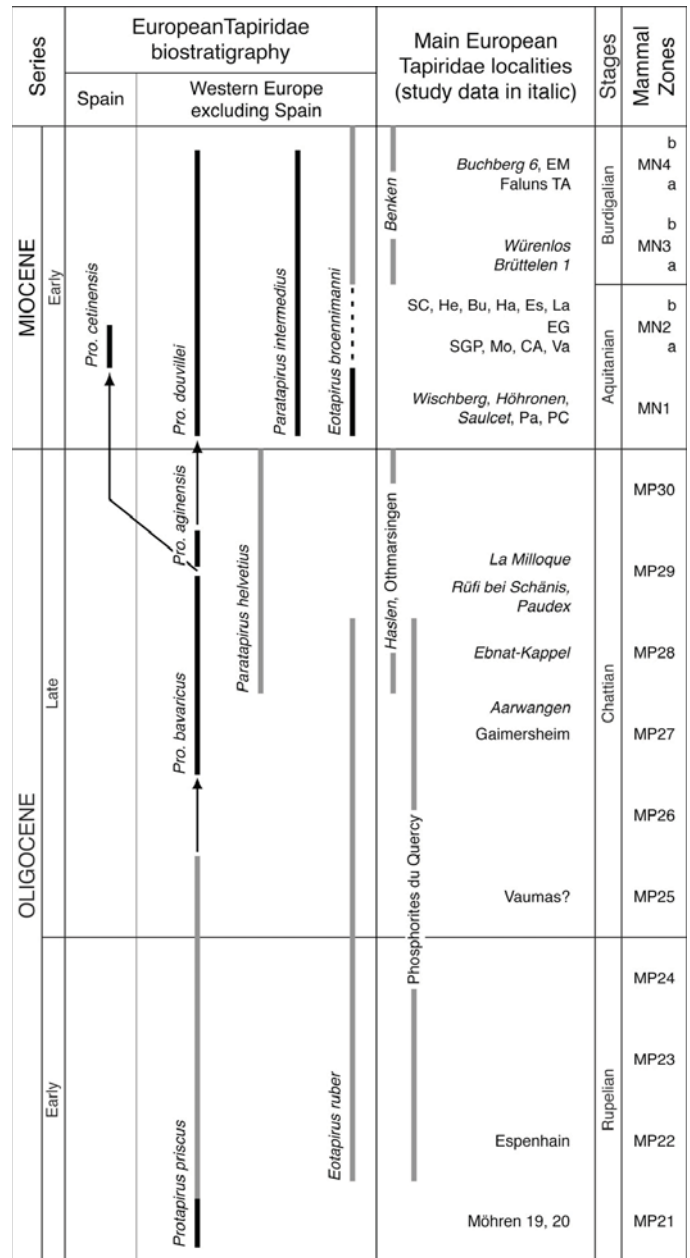 Series
EuropeanTapiridae
biostratigraphy
Spain
Western Europe
excluding Spain
Main European
Tapiridae localities
(study data in italic)
Stages
Mammal
Zones
MIOCENE
Early
OLIGOCENE
Late
Early
Pro. cetinensis
Pro. douvillei
Paratapirus intermedius
Eotapirus broennimanni
Pro. aginensis
Paratapirus helvetius
Pro. bavaricus
Protapirus priscus
Eotapirus ruber
Benken
Buchberg 6, EM
Faluns TA
Würenlos
Brüttelen 1
SC, He, Bu, Ha, Es, La
EG
SGP, Mo, CA, Va
Wischberg, Höhronen,
Saulcet, Pa, PC
Haslen, Othmarsingen
La Milloque
Rüfi bei Schänis,
Paudex
Ebnat-Kappel
Aarwangen
Gaimersheim
Phosphorites du Quercy
Vaumas?
Espenhain
Möhren 19, 20
Burdigalian
Aquitanian
Chattian
Rupelian
b
MN4
a
b
MN3
a
b
MN2
a
MN1
MP30
MP29
MP28
MP27
MP26
MP25
MP24
MP23
MP22
MP21